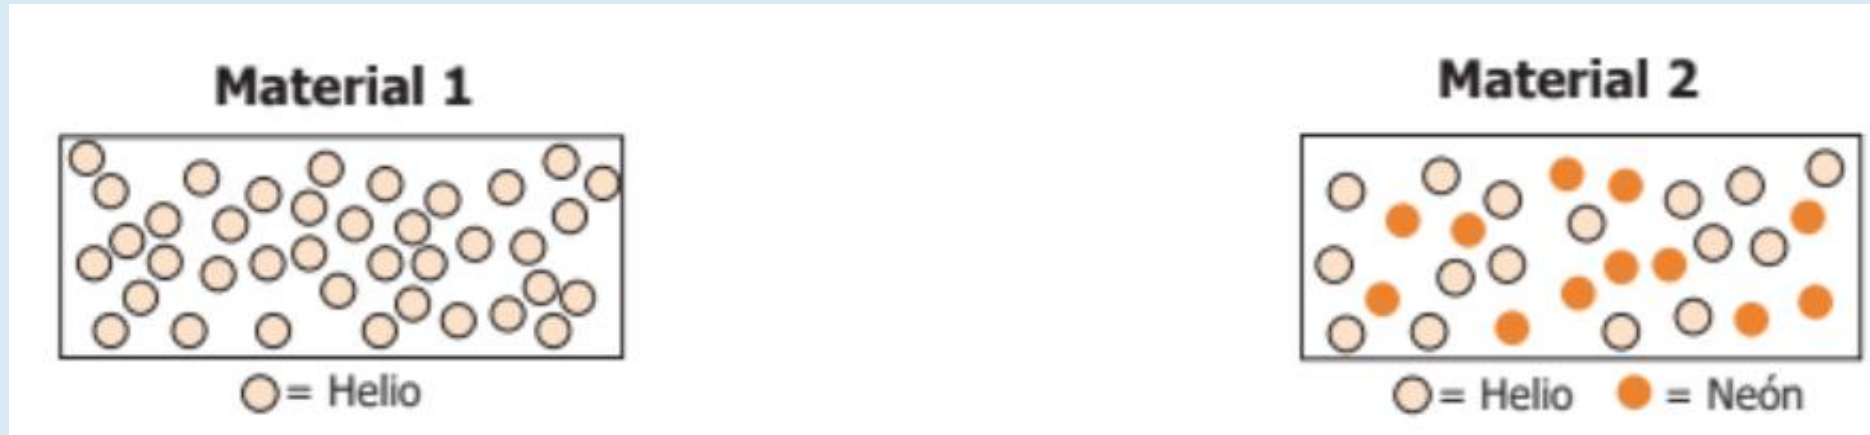 Material 1
= Helio
Material 2
= Helio = Neón